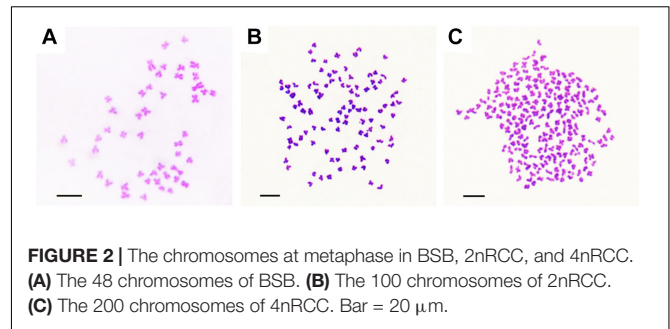 A
B
C
FIGURE 2 | The chromosomes at metaphase in BSB, 2nRCC, and 4nRCC.
(A) The 48 chromosomes of BSB. (B) The 100 chromosomes of 2nRCC.
(C) The 200 chromosomes of 4nRCC. Bar = 20 μm.